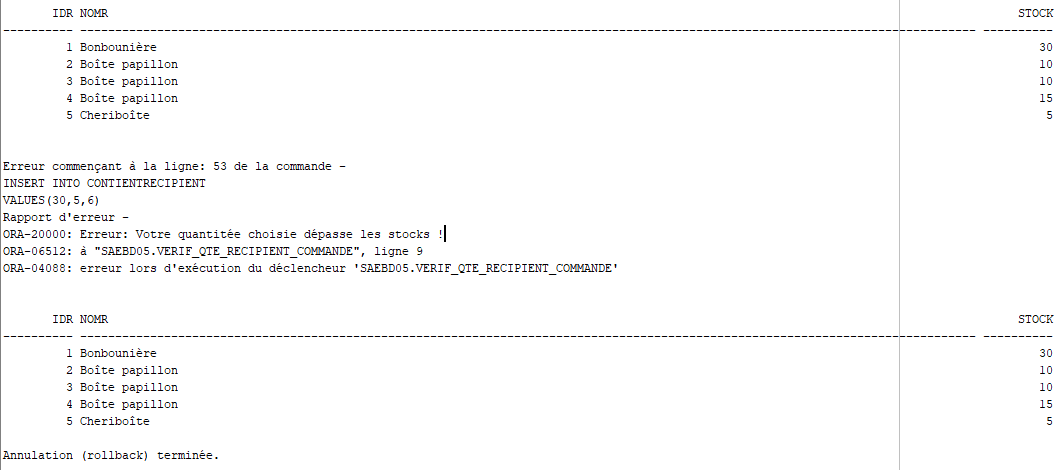 IDR NOMR STOCK
---------- -------------------------------------------------------------------------------------------------------------------------------- ----------
1 Bonbounière 30
2 Boîte papillon 10
3 Boîte papillon 10
4 Boîte papillon 15
5 Cheriboîte 5
Erreur commençant à la ligne: 53 de la commande -
INSERT INTO CONTIENTRECIPIENT
VALUES(30,5,6)
Rapport d'erreur -
ORA-20000: Erreur: Votre quantitée choisie dépasse les stocks !
ORA-06512: à "SAEBD05.VERIF_QTE_RECIPIENT_COMMANDE", ligne 9
ORA-04088: erreur lors d'exécution du déclencheur 'SAEBD05.VERIF_QTE_RECIPIENT_COMMANDE'
IDR NOMR STOCK
---------- -------------------------------------------------------------------------------------------------------------------------------- ----------
1 Bonbounière 30
2 Boîte papillon 10
3 Boîte papillon 10
4 Boîte papillon 15
5 Cheriboîte 5
Annulation (rollback) terminée.